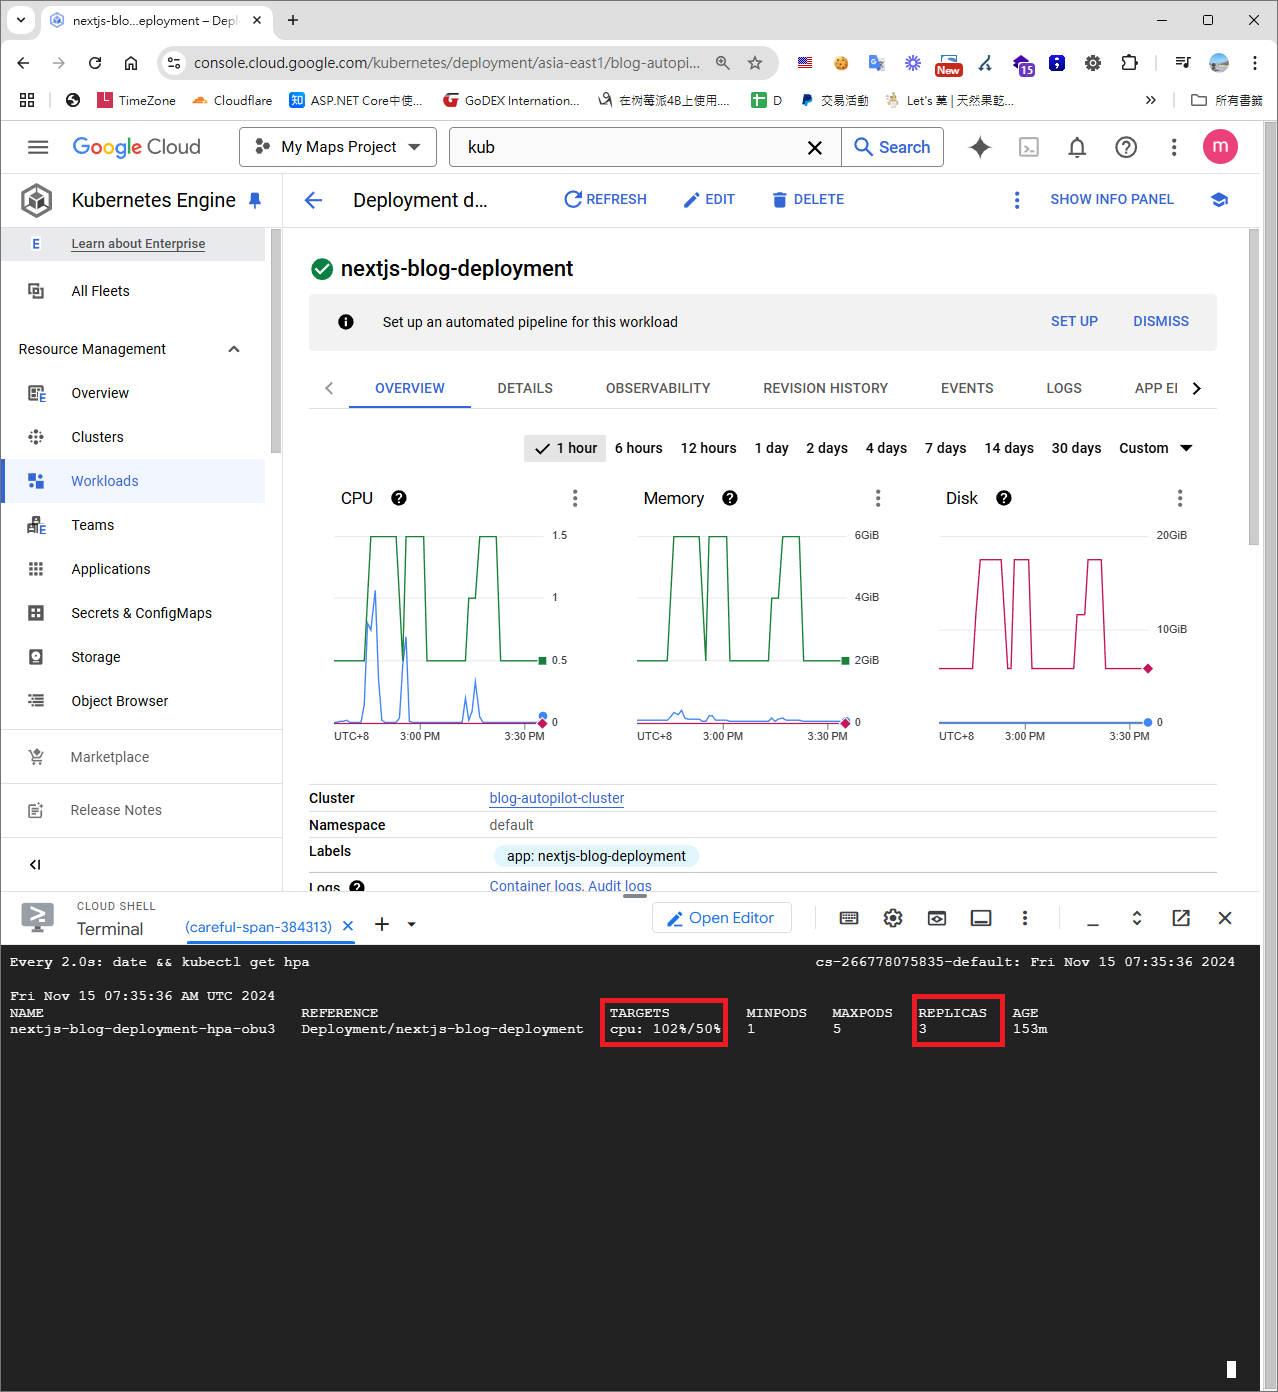 nextjs-blo...eployment – Depl
console.cloud.google.com/kubernetes/deployment/asia-east1/blog-autopi...
New
15
TimeZone
Cloudflare
知
ASP.NET Core中使...
GoDEX Internation...
在树莓派4B上使用....
D
交易活動
Let's 菓 | 天然果乾...
所有書籤
Google Cloud
My Maps Project
kub
Search
m
Kubernetes Engine
Deployment d...
REFRESH
EDIT
DELETE
SHOW INFO PANEL
E
Learn about Enterprise
All Fleets
Resource Management
Overview
Clusters
Workloads
Teams
Applications
Secrets & ConfigMaps
Storage
Object Browser
Marketplace
Release Notes
nextjs-blog-deployment
Set up an automated pipeline for this workload
SET UP
DISMISS
OVERVIEW
DETAILS
OBSERVABILITY
REVISION HISTORY
EVENTS
LOGS
APP EI
1 hour
6 hours
12 hours
1 day
2 days
4 days
7 days
14 days
30 days
Custom
CPU
1.5
1
0.5
0
UTC+8
3:00 PM
3:30 PM
Memory
6GiB
4GiB
2GiB
0
UTC+8
3:00 PM
3:30 PM
Disk
20GiB
10GiB
0
UTC+8
3:00 PM
3:30 PM
Cluster blog-autopilot-cluster
Namespace default
Labels app: nextjs-blog-deployment
Logs Container logs, Audit logs
CLOUD SHELL
Terminal
(careful-span-384313)
Open Editor
Every 2.0s: date && kubectl get hpa cs-266778075835-default: Fri Nov 15 07:35:36 2024
Fri Nov 15 07:35:36 AM UTC 2024
NAME REFERENCE TARGETS MINPODS MAXPODS REPLICAS AGE
nextjs-blog-deployment-hpa-obu3 Deployment/nextjs-blog-deployment cpu: 102%/50% 1 5 3 153m